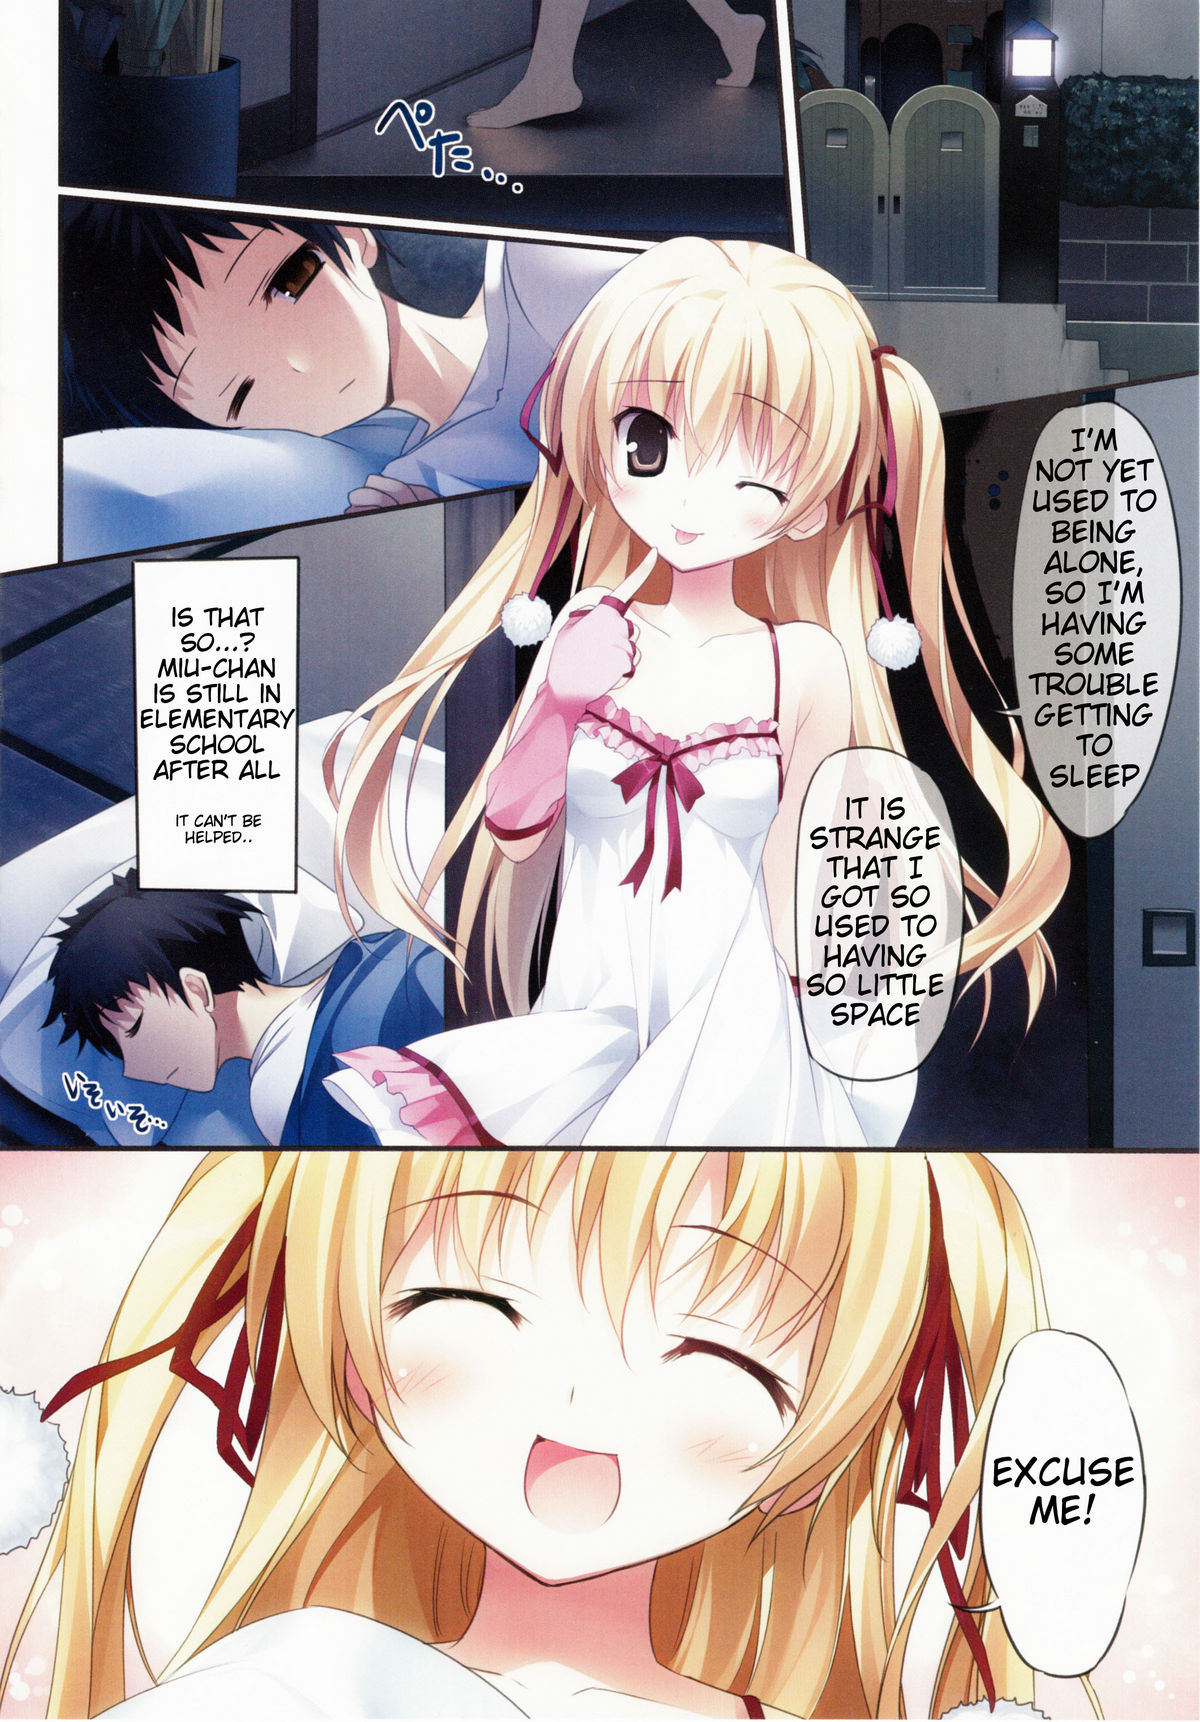 ぺた...
I'M
NOT YET
USED TO
BEING
ALONE,
SO I'M
HAVING
SOME
TROUBLE
GETTING
TO
SLEEP
IT IS
STRANGE
THAT I
GOT SO
USED TO
HAVING
SO LITTLE
SPACE
IS THAT
SO...?
MIU-CHAN
IS STILL IN
ELEMENTARY
SCHOOL
AFTER ALL
IT CAN'T BE
HELPED..
いそいそ...
EXCUSE
ME!